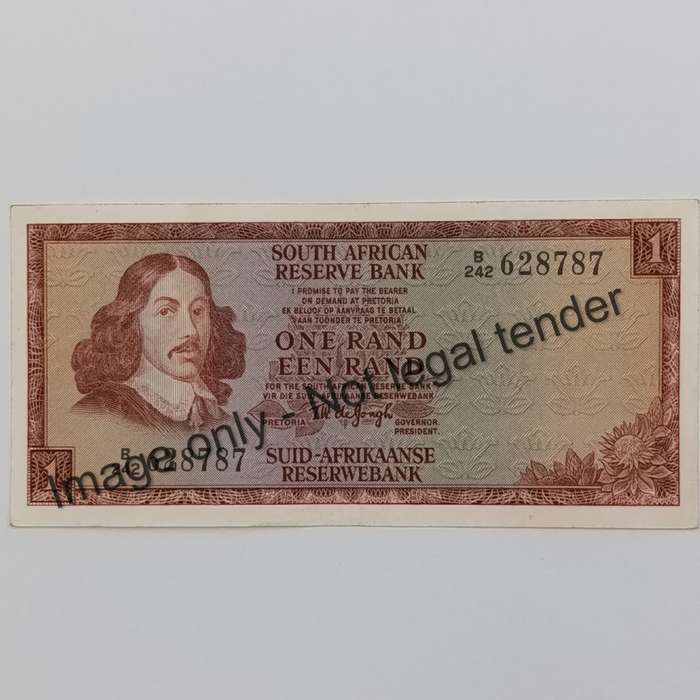 SOUTH AFRICAN
RESERVE BANK
B
242 628787
1
I PROMISE TO PAY THE BEARER
ON DEMAND AT PRETORIA
EK BELOOF OP AANVRAAG TE BETAAL
AAN TOONDER TE PRETORIA
ONE RAND
EEN RAND
FOR THE SOUTH AFRICAN RESERVE BANK
VIR DIE SUID-AFRIKAANSE RESERWEBANK
T.W. de Jongh
PRETORIA
GOVERNOR
PRESIDENT.
B
242 628787
1
SUID-AFRIKAANSE
RESERWEBANK
Image only - Not legal tender